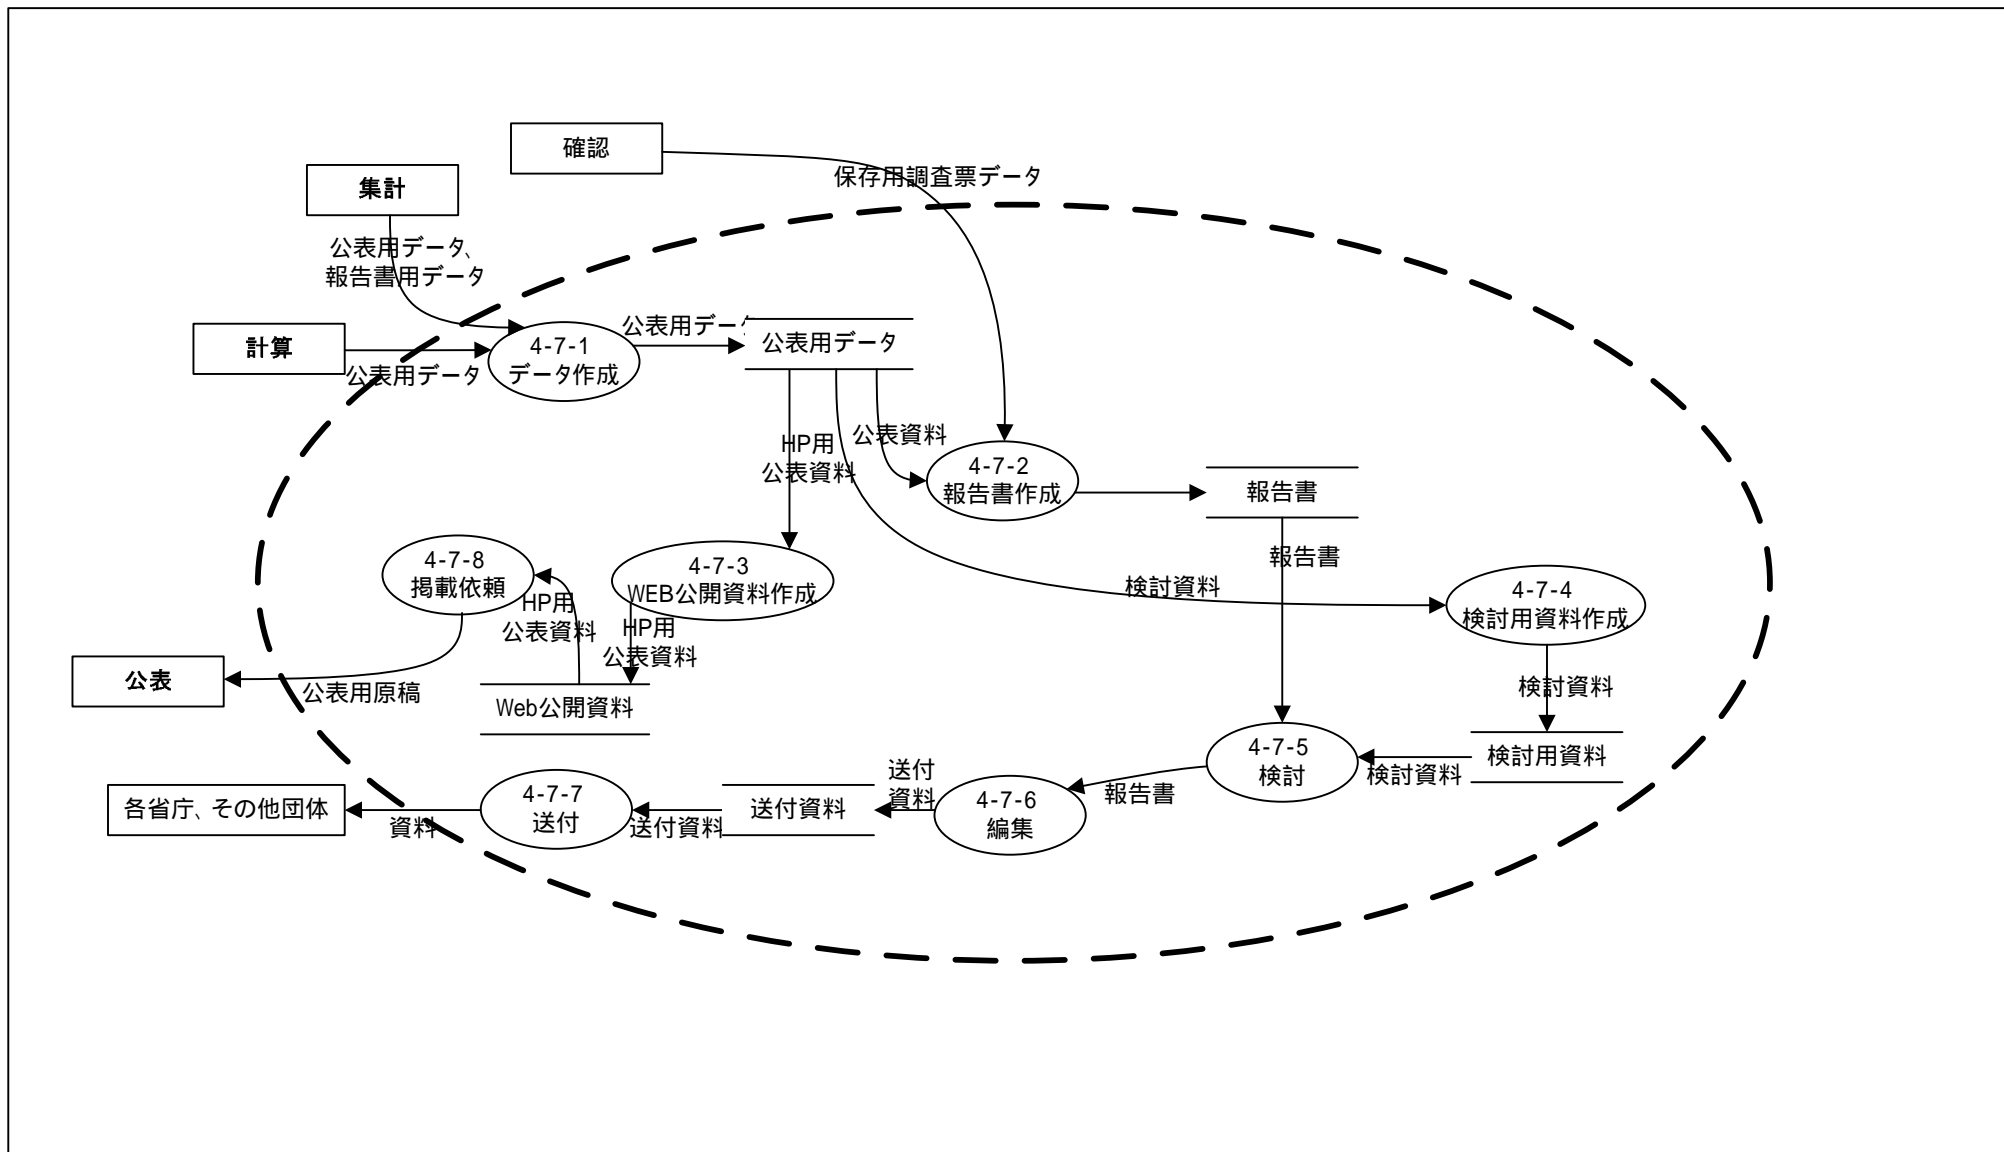 確認
保存用調査票データ
集計
公表用データ、
報告書用データ
計算
公表用データ
4-7-1
データ作成
公表用データ
公表用データ
HP用
公表資料
公表資料
4-7-2
報告書作成
報告書
報告書
4-7-8
掲載依頼
HP用
公表資料
4-7-3
WEB公開資料作成
HP用
公表資料
検討資料
4-7-4
検討用資料作成
公表
公表用原稿
Web公開資料
検討資料
4-7-5
検討
検討資料
検討用資料
各省庁、その他団体
資料
4-7-7
送付
送付資料
送付資料
送付
資料
4-7-6
編集
報告書